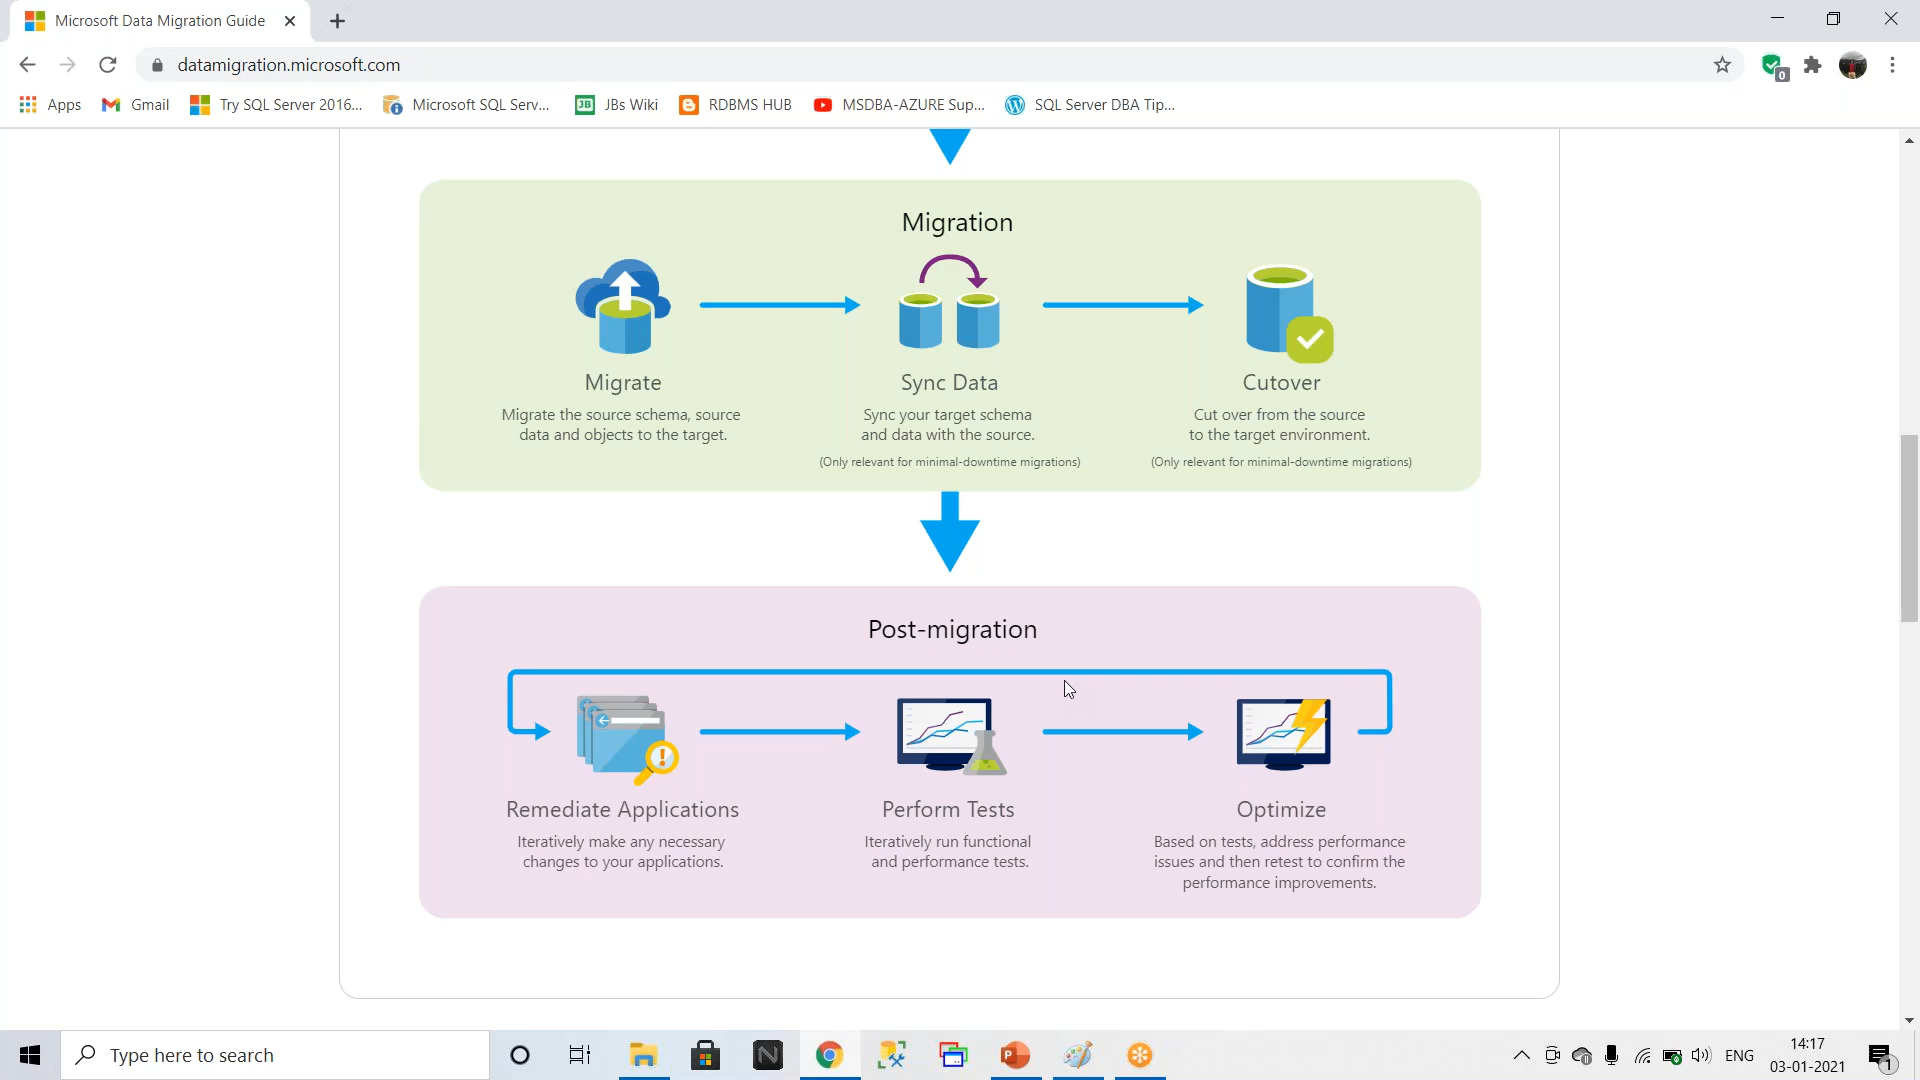 Microsoft Data Migration Guide
datamigration.microsoft.com
0
Apps
Gmail
Try SQL Server 2016...
Microsoft SQL Serv...
JB
JBs Wiki
RDBMS HUB
MSDBA-AZURE Sup...
SQL Server DBA Tip...
Migration
Migrate
Migrate the source schema, source
data and objects to the target.
Sync Data
Sync your target schema
and data with the source.
(Only relevant for minimal-downtime migrations)
Cutover
Cut over from the source
to the target environment.
(Only relevant for minimal-downtime migrations)
Post-migration
Remediate Applications
Iteratively make any necessary
changes to your applications.
Perform Tests
Iteratively run functional
and performance tests.
Optimize
Based on tests, address performance
issues and then retest to confirm the
performance improvements.
Type here to search
N
P
ENG
14:17
03-01-2021
1